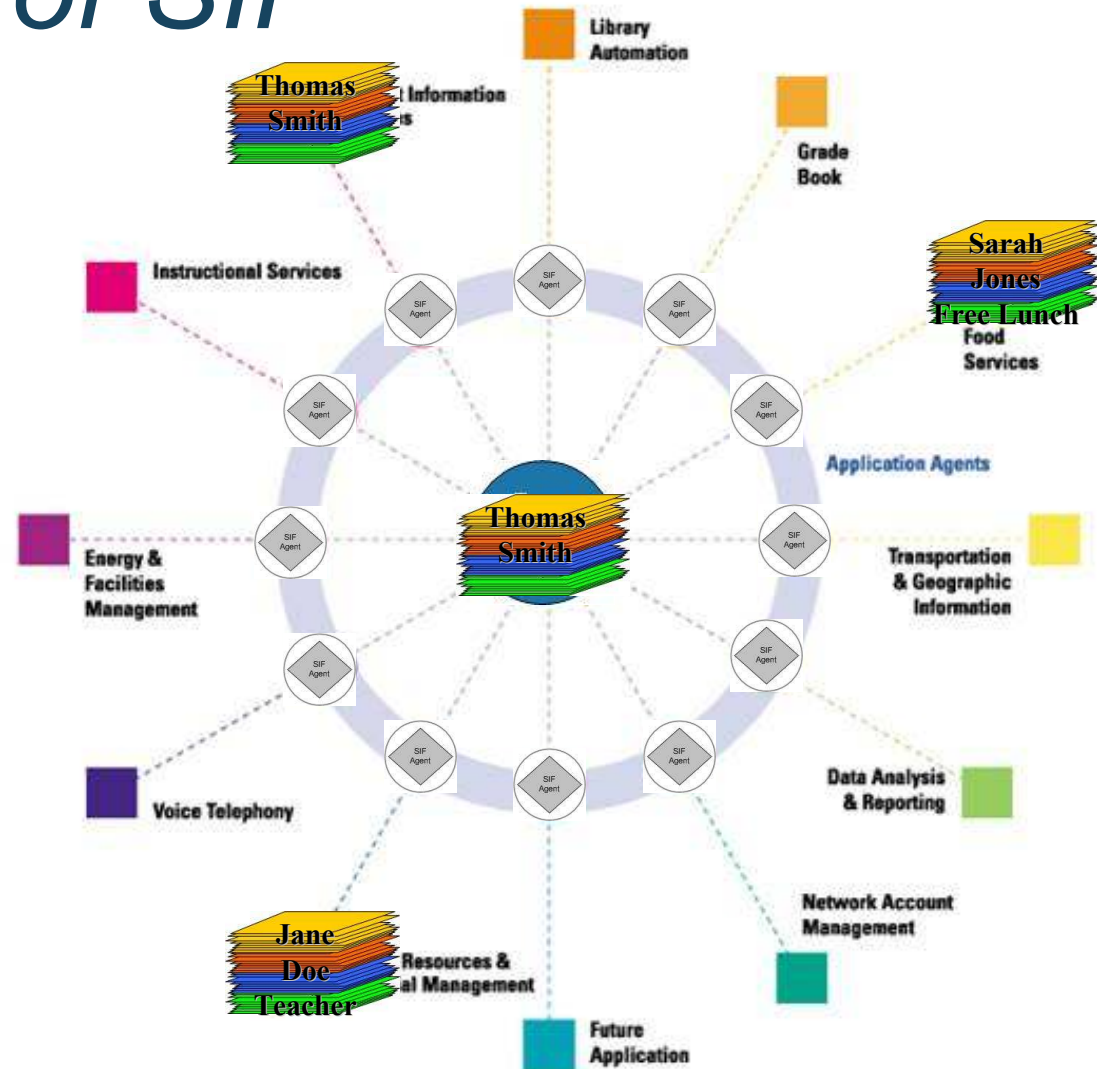 of SIF
Library
Automation
Thomas
Smith
t Information
s
Grade
Book
Instructional Services
Sarah
Jones
Free Lunch
Food
Services
SIF
Agent
SIF
Agent
SIF
Agent
SIF
Agent
SIF
Agent
Application Agents
Thomas
Smith
SIF
Agent
SIF
Agent
Energy &
Facilities
Management
Transportation
& Geographic
Information
SIF
Agent
SIF
Agent
SIF
Agent
SIF
Agent
SIF
Agent
Voice Telephony
Data Analysis
& Reporting
Network Account
Management
Jane
Doe
Teacher
Resources &
al Management
Future
Application